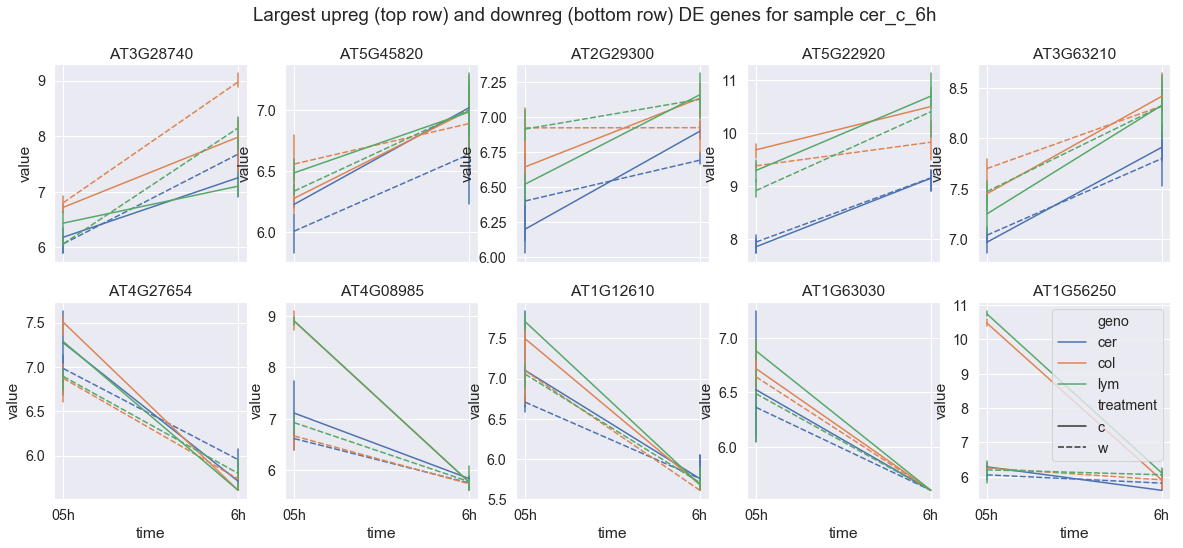 Largest upreg (top row) and downreg (bottom row) DE genes for sample cer_c_6h
AT3G28740
AT5G45820
AT2G29300
AT5G22920
AT3G63210
9
8
7
6
value
7.0
6.5
6.0
value
7.25
7.00
6.75
6.50
6.25
6.00
value
11
10
9
8
value
8.5
8.0
7.5
7.0
value
AT4G27654
AT4G08985
AT1G12610
AT1G63030
AT1G56250
7.5
7.0
6.5
6.0
value
05h
6h
time
9
8
7
6
value
05h
6h
time
7.5
7.0
6.5
6.0
5.5
value
05h
6h
time
7.0
6.5
6.0
value
05h
6h
time
11
10
9
8
7
6
value
05h
6h
time
geno
cer
col
lym
treatment
c
w